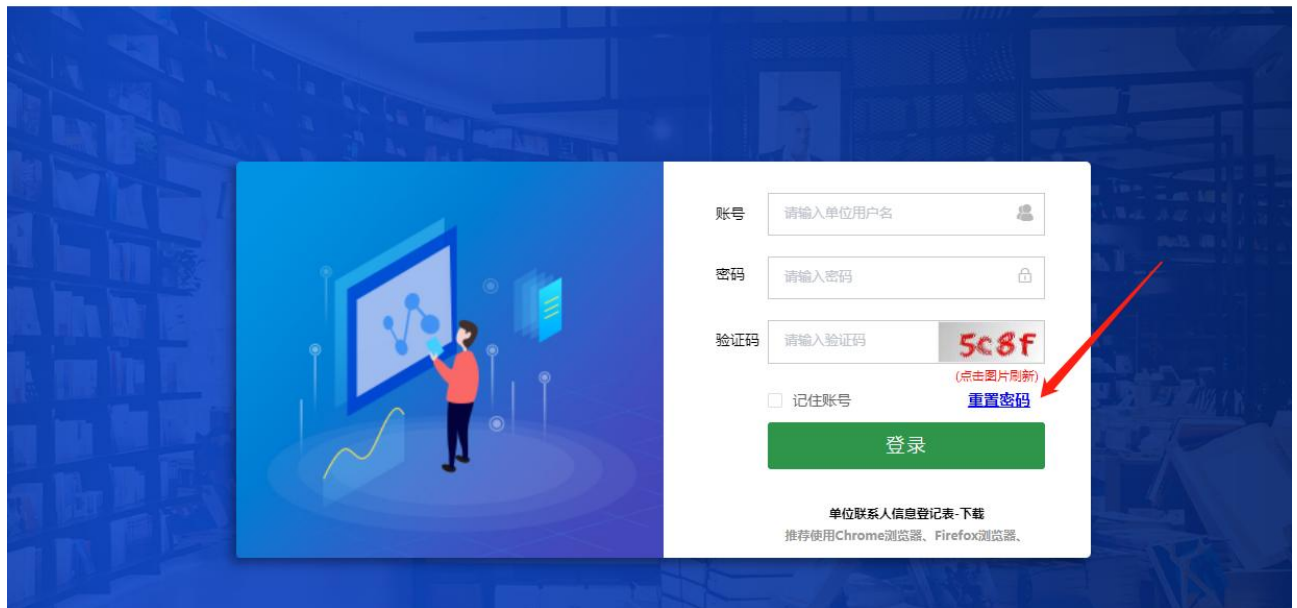 账号 请输入单位用户名
密码 请输入密码
验证码 请输入验证码 5c8f
(点击图片刷新)
记住账号 重置密码
登录
单位联系人信息登记表-下载
推荐使用Chrome浏览器、Firefox浏览器、